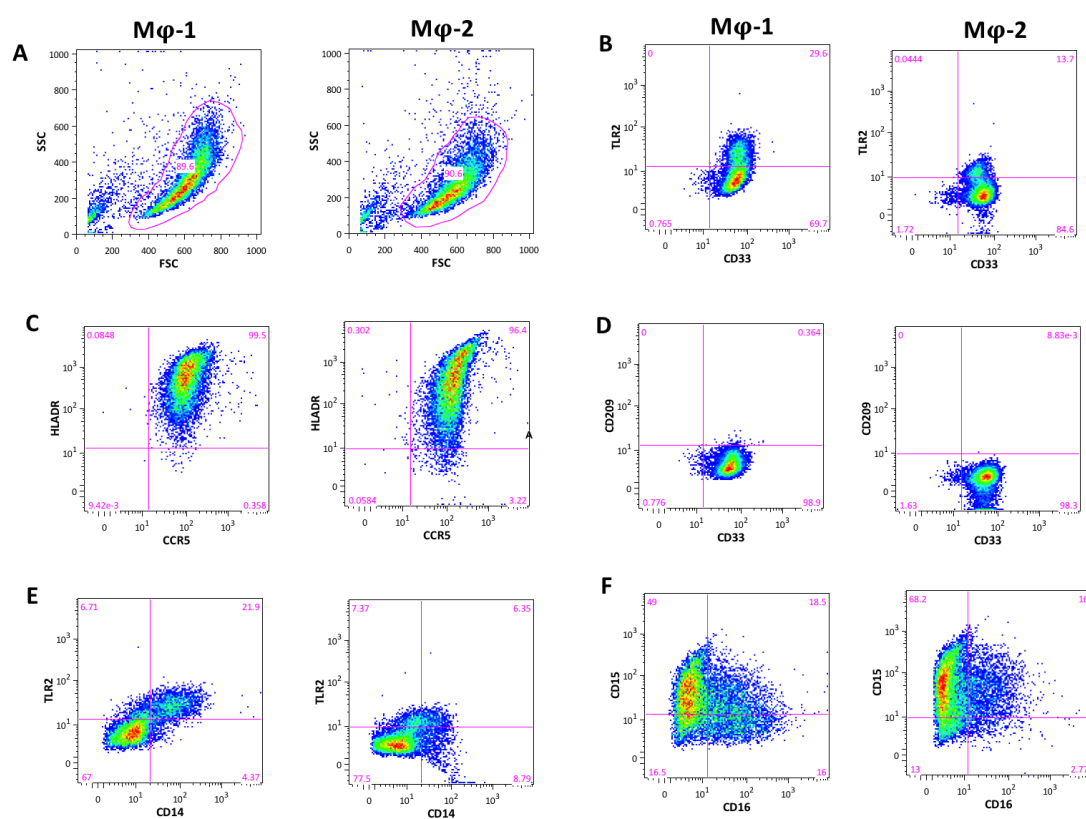 Mφ-1
Mφ-2
Mφ-1
Mφ-2
A
SSC
1000
800
600
400
200
0
89.6
0 200 400 600 800 1000
FSC
SSC
1000
800
600
400
200
0
90.6
0 200 400 600 800 1000
FSC
B
TLR2
0
29.6
10³
10²
10¹
0
0.765
69.7
0 10¹ 10² 10³
CD33
TLR2
0.0444
13.7
10³
10²
10¹
0
1.72
84.6
0 10¹ 10² 10³
CD33
C
HLADR
0.0848
99.5
10³
10²
10¹
0
9.42e-3
0.358
0 10¹ 10² 10³
CCR5
HLADR
0.302
96.4
10³
10²
10¹
0
A
0.0584
3.22
0 10¹ 10² 10³
CCR5
D
CD209
0
0.364
10³
10²
10¹
0
0.776
98.9
0 10¹ 10² 10³
CD33
CD209
0
8.83e-3
10³
10²
10¹
0
1.63
98.3
0 10¹ 10² 10³
CD33
E
TLR2
6.71
21.9
10³
10²
10¹
0
67
4.37
0 10¹ 10² 10³
CD14
TLR2
7.37
6.35
10³
10²
10¹
0
77.5
8.79
0 10¹ 10² 10³
CD14
F
CD15
49
18.5
10³
10²
10¹
0
16.5
16
0 10¹ 10² 10³
CD16
CD15
68.2
16
10³
10²
10¹
0
13
2.77
0 10¹ 10² 10³
CD16